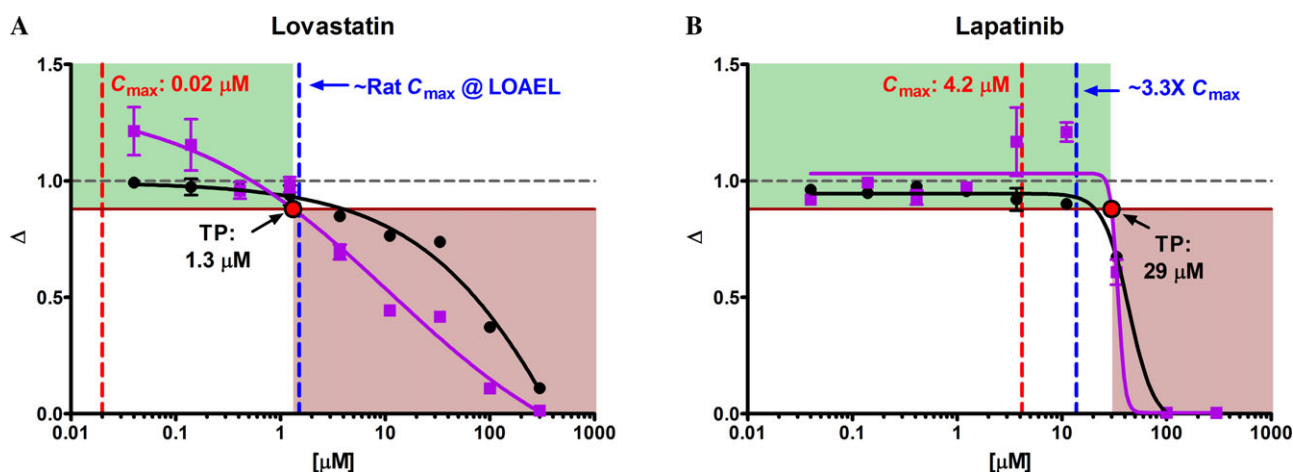 A
Lovastatin
1.5
1.0
0.5
0.0
Δ
Cmax: 0.02 μM
~Rat Cmax @ LOAEL
TP:
1.3 μM
0.01
0.1
1
10
100
1000
[μM]
B
Lapatinib
1.5
1.0
0.5
0.0
Δ
Cmax: 4.2 μM
~3.3X Cmax
TP:
29 μM
0.01
0.1
1
10
100
1000
[μM]